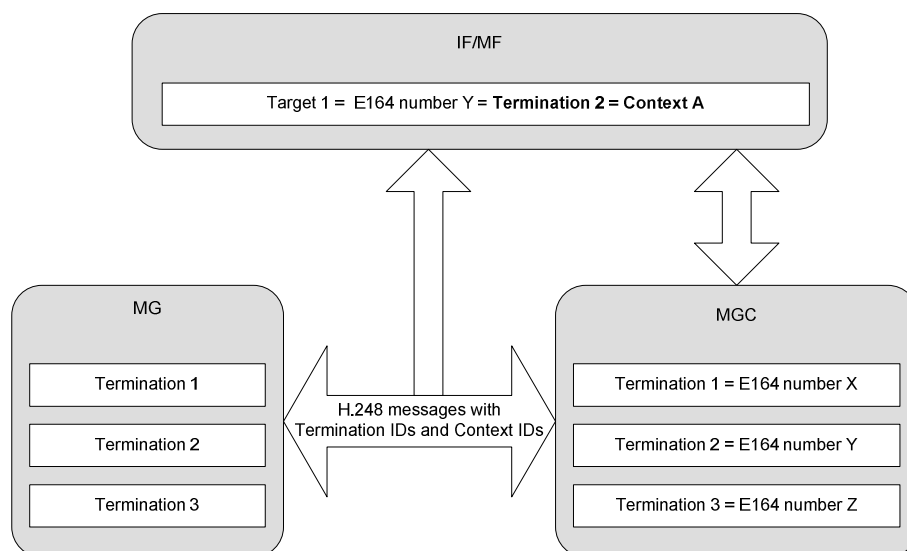 IF/MF
Target 1 = E164 number Y = Termination 2 = Context A
MG
Termination 1
Termination 2
Termination 3
H.248 messages with
Termination IDs and Context IDs
MGC
Termination 1 = E164 number X
Termination 2 = E164 number Y
Termination 3 = E164 number Z